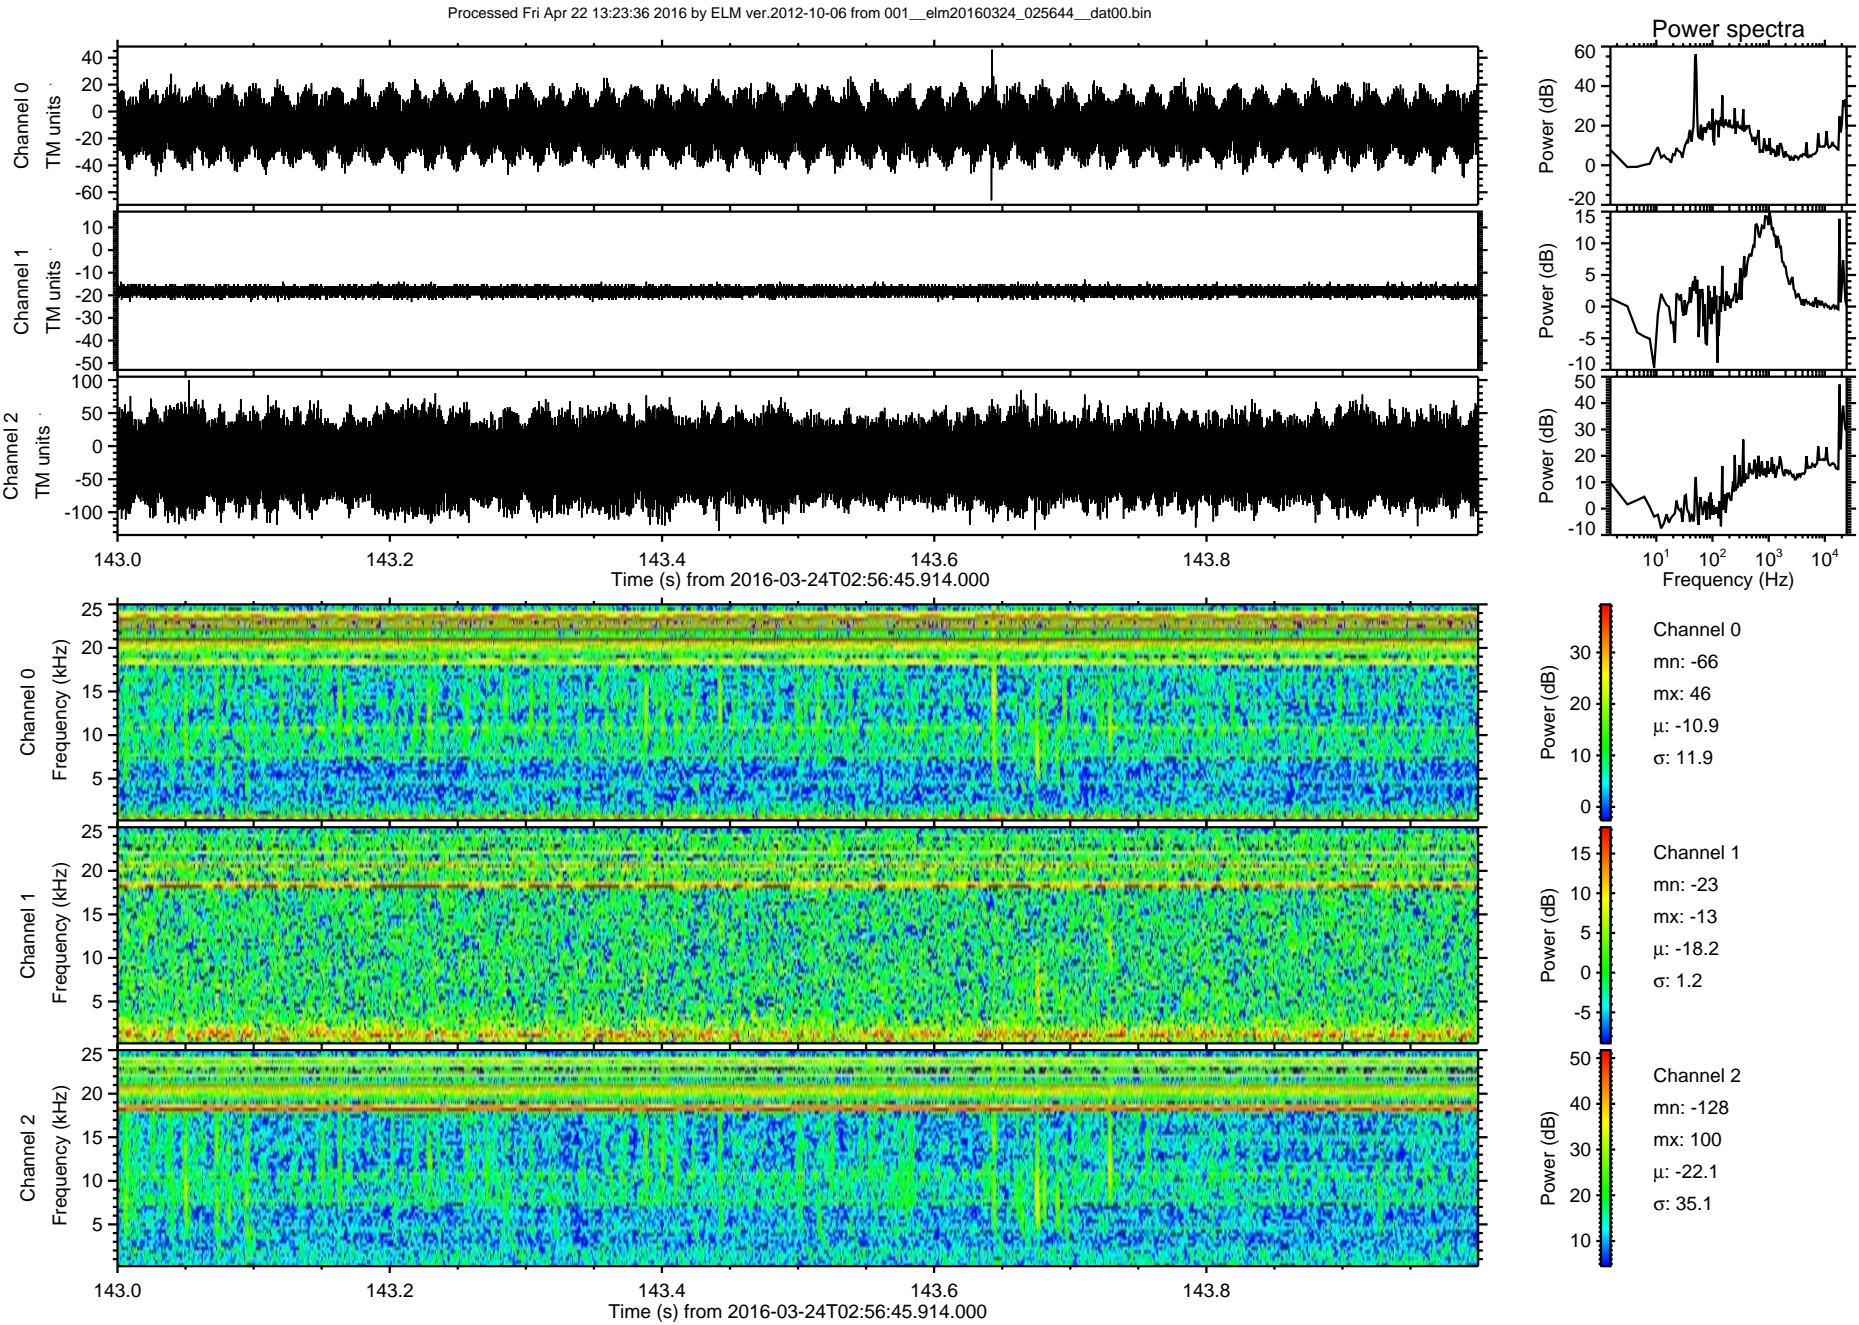 Processed Fri Apr 22 13:23:36 2016 by ELM ver.2012-10-06 from 001__elm20160324_025644__dat00.bin
Power spectra
Channel 0
TM units
40
20
0
-20
-40
-60
Power (dB)
60
40
20
0
-20
Channel 1
TM units
10
0
-10
-20
-30
-40
-50
Power (dB)
15
10
5
0
-5
-10
Channel 2
TM units
100
50
0
-50
-100
Power (dB)
50
40
30
20
10
0
-10
143.0 143.2 143.4 143.6 143.8
Time (s) from 2016-03-24T02:56:45.914.000
10^1 10^2 10^3 10^4
Frequency (Hz)
Channel 0
Frequency (kHz)
25
20
15
10
5
Power (dB)
30
20
10
0
Channel 0
mn: -66
mx: 46
μ: -10.9
σ: 11.9
Channel 1
Frequency (kHz)
25
20
15
10
5
Power (dB)
15
10
5
0
-5
Channel 1
mn: -23
mx: -13
μ: -18.2
σ: 1.2
Channel 2
Frequency (kHz)
25
20
15
10
5
Power (dB)
50
40
30
20
10
Channel 2
mn: -128
mx: 100
μ: -22.1
σ: 35.1
143.0 143.2 143.4 143.6 143.8
Time (s) from 2016-03-24T02:56:45.914.000